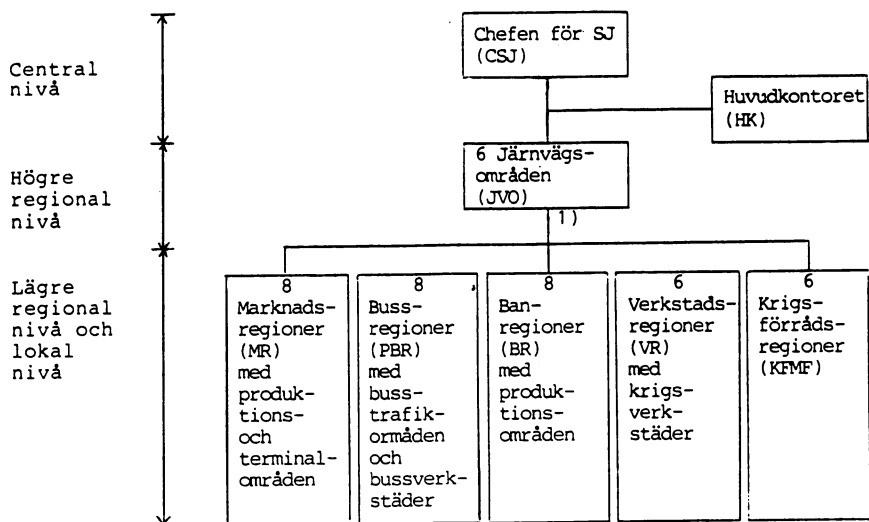 Central
nivå
Chefen för SJ
(CSJ)
Huvudkontoret
(HK)
Högre
regional
nivå
6 Järnvägs-
områden
(JVO)
1)
Lägre
regional
nivå och
lokal
nivå
8
Marknads-
regioner
(MR)
med
produk-
tions-
och
terminal-
områden
8
Buss-
regioner
(PBR)
med
buss-
trafik-
ormåden
och
bussverk-
städer
8
Ban-
regioner
(BR)
med
produk-
tions-
områden
6
Verkstads-
regioner
(VR)
med
krigs-
verk-
städer
6
Krigs-
förråds-
regioner
(KFMF)